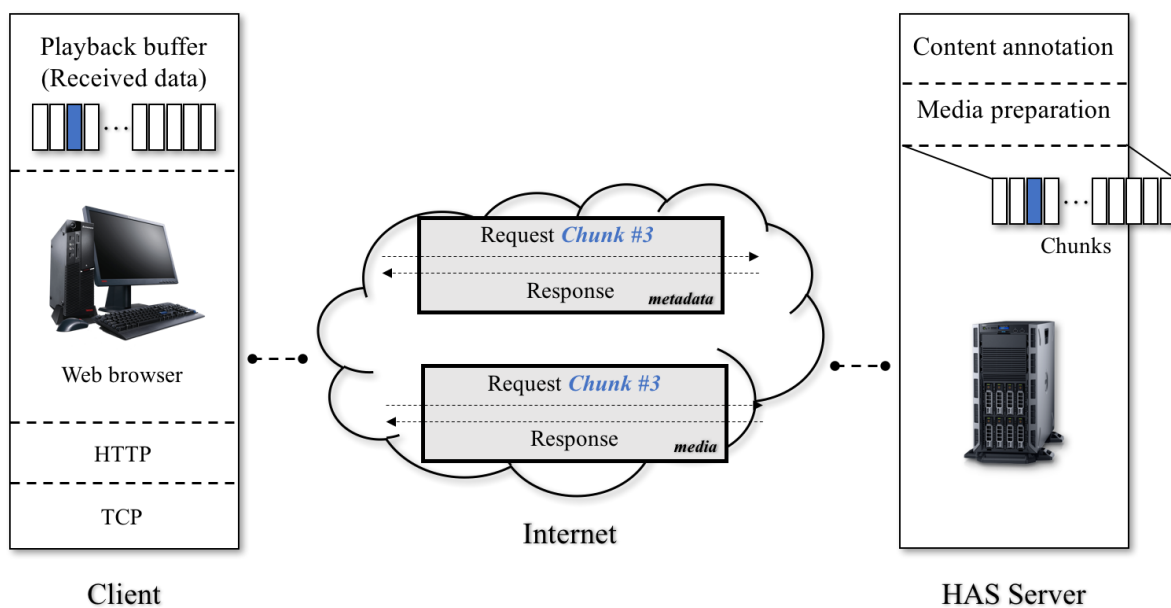 Playback buffer
(Received data)
...
Web browser
HTTP
TCP
Client
Request Chunk #3
Response
metadata
Request Chunk #3
Response
media
Internet
Content annotation
Media preparation
...
Chunks
HAS Server